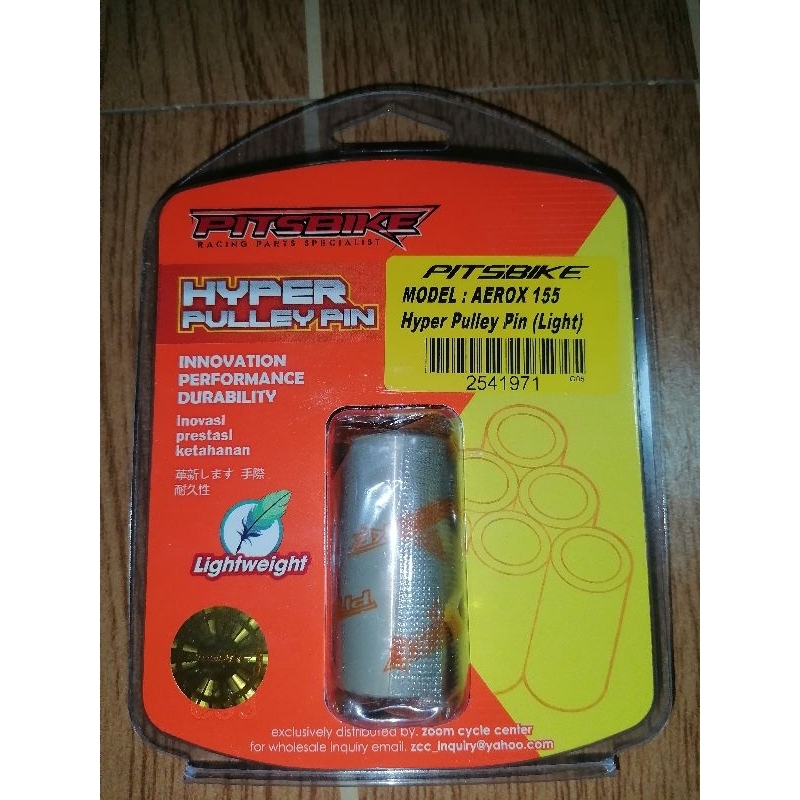 PITSBIKE
RACING PARTS SPECIALIST
HYPER
PULLEY PIN
PITSBIKE
MODEL : AEROX 155
Hyper Pulley Pin (Light)
2541971
INNOVATION
PERFORMANCE
DURABILITY
inovasi
prestasi
ketahanan
革新します 手際
耐久性
Lightweight
exclusively distributed by. zoom cycle center
for wholesale inquiry email. zcc_inquiry@yahoo.com